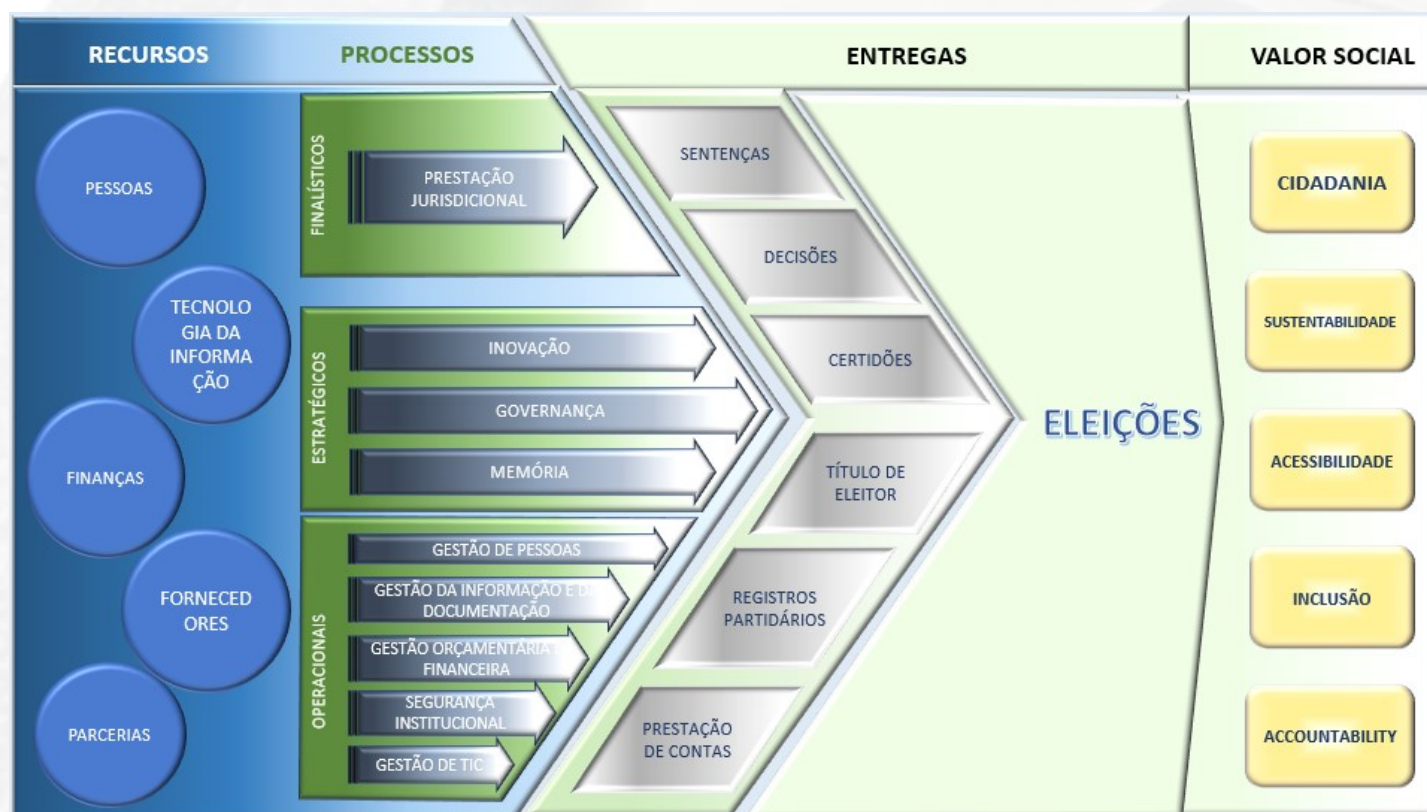 RECURSOS
PROCESSOS
ENTREGAS
VALOR SOCIAL
PESSOAS
TECNOLO
GIA DA
INFORMA
ÇÃO
FINANÇAS
FORNECED
ORES
PARCERIAS
FINALÍSTICOS
PRESTAÇÃO
JURISDICIONAL
ESTRATÉGICOS
INOVAÇÃO
GOVERNANÇA
MEMÓRIA
OPERACIONAIS
GESTÃO DE PESSOAS
GESTÃO DA INFORMAÇÃO E DA
DOCUMENTAÇÃO
GESTÃO ORÇAMENTÁRIA
FINANCEIRA
SEGURANÇA
INSTITUCIONAL
GESTÃO DE TIC
SENTENÇAS
DECISÕES
CERTIDÕES
TÍTULO DE
ELEITOR
REGISTROS
PARTIDÁRIOS
PRESTAÇÃO
DE CONTAS
ELEIÇÕES
CIDADANIA
SUSTENTABILIDADE
ACESSIBILIDADE
INCLUSÃO
ACCOUNTABILITY